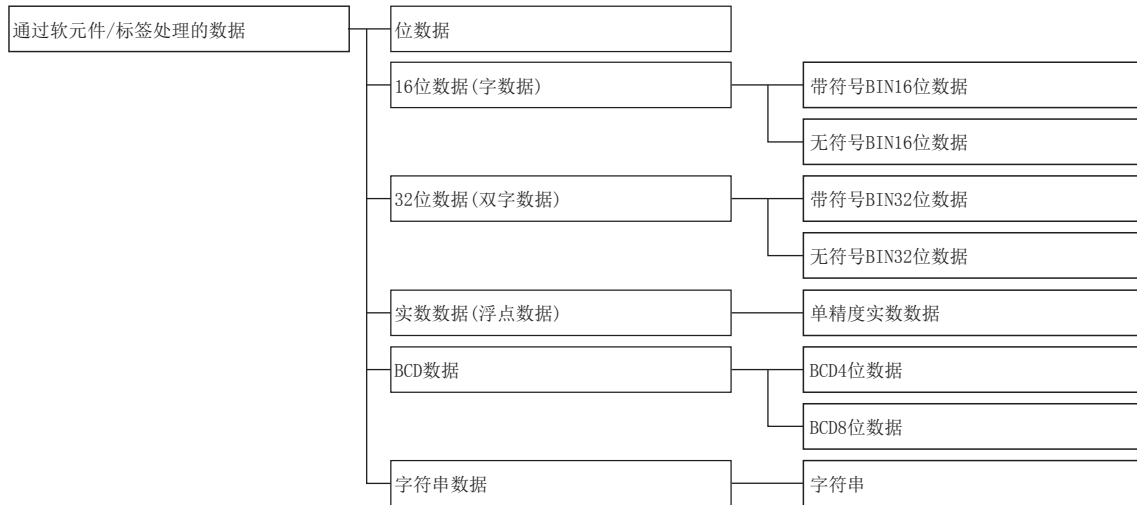 通过软元件/标签处理的数据
位数据
16位数据(字数据)
带符号BIN16位数据
无符号BIN16位数据
32位数据(双字数据)
带符号BIN32位数据
无符号BIN32位数据
实数数据(浮点数据)
单精度实数数据
BCD数据
BCD4位数据
BCD8位数据
字符串数据
字符串